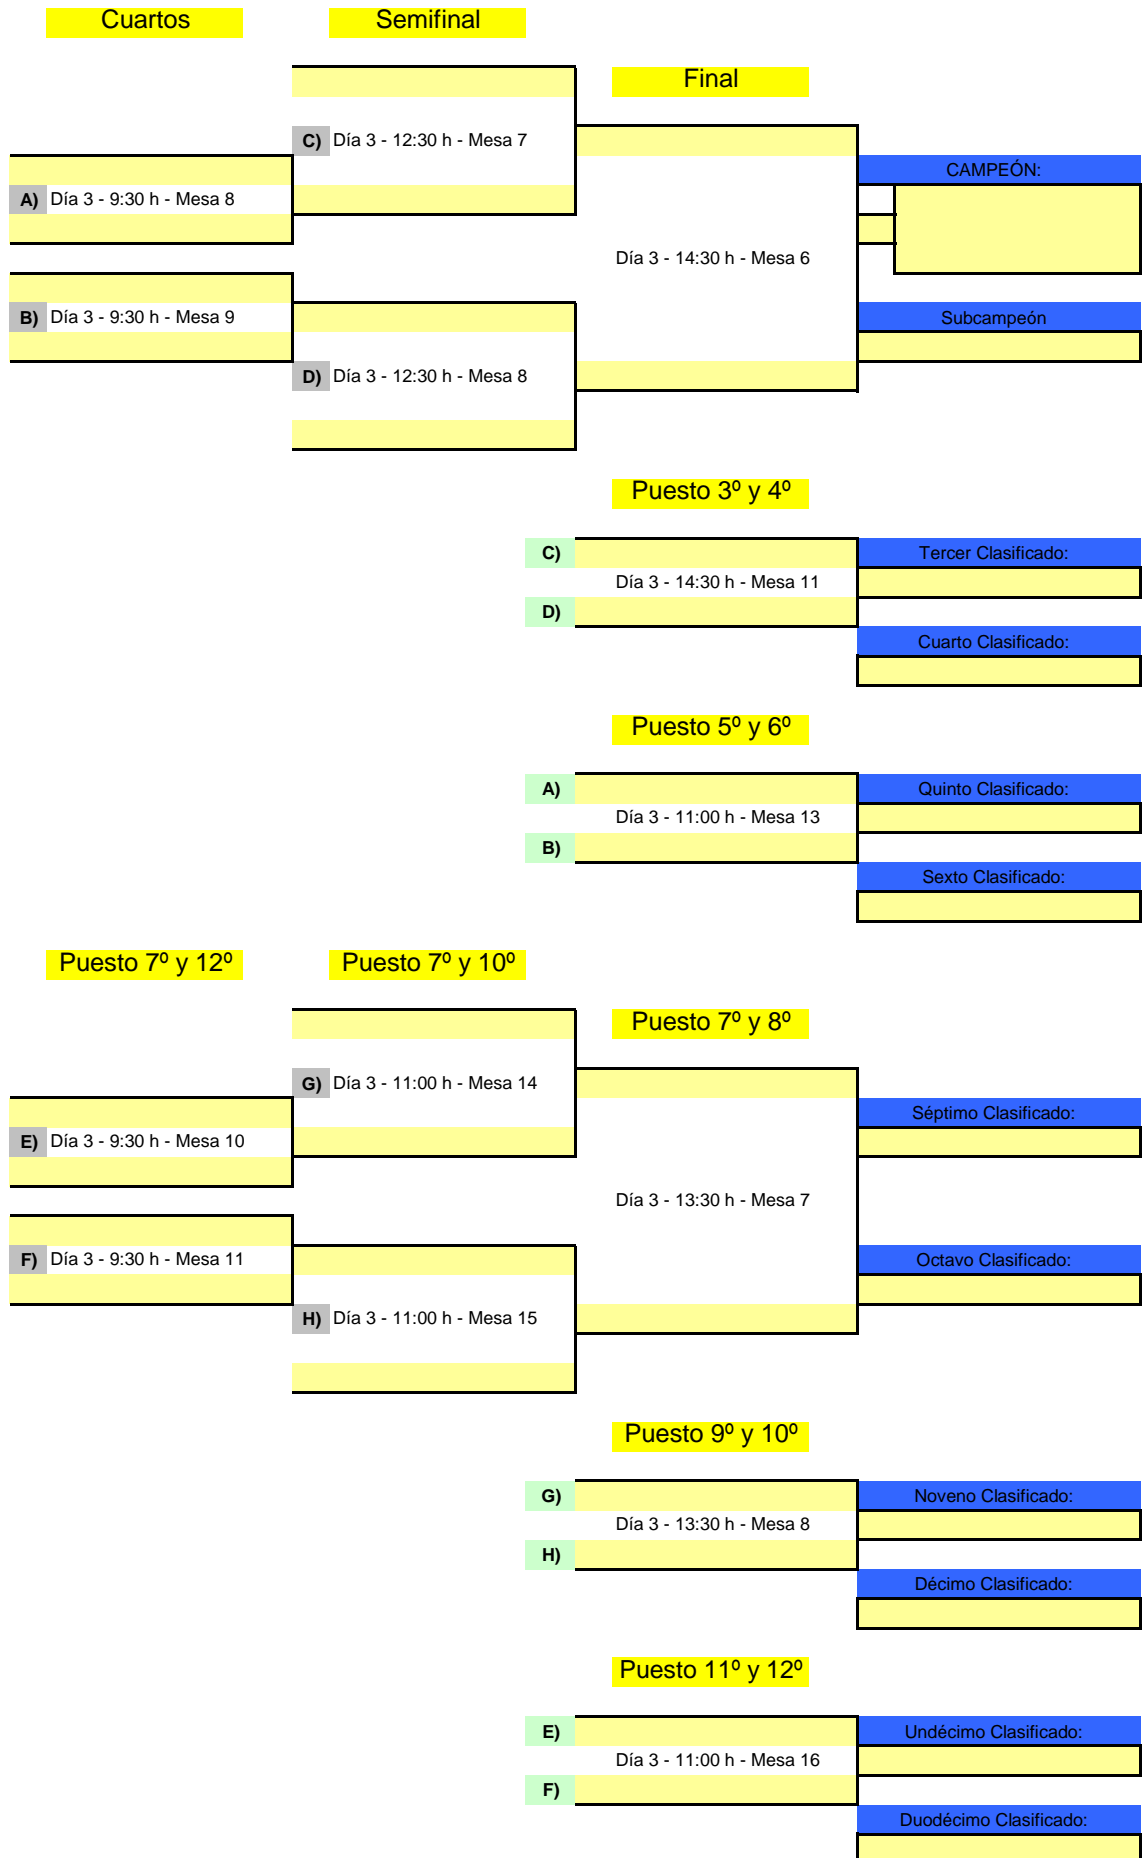 Cuartos
Semifinal
Final
C) Día 3 - 12:30 h - Mesa 7
CAMPEÓN:
A) Día 3 - 9:30 h - Mesa 8
Día 3 - 14:30 h - Mesa 6
B) Día 3 - 9:30 h - Mesa 9
Subcampeón
D) Día 3 - 12:30 h - Mesa 8
Puesto 3º y 4º
C)
Tercer Clasificado:
Día 3 - 14:30 h - Mesa 11
D)
Cuarto Clasificado:
Puesto 5º y 6º
A)
Quinto Clasificado:
Día 3 - 11:00 h - Mesa 13
B)
Sexto Clasificado:
Puesto 7º y 12º
Puesto 7º y 10º
Puesto 7º y 8º
G) Día 3 - 11:00 h - Mesa 14
Séptimo Clasificado:
E) Día 3 - 9:30 h - Mesa 10
Día 3 - 13:30 h - Mesa 7
F) Día 3 - 9:30 h - Mesa 11
Octavo Clasificado:
H) Día 3 - 11:00 h - Mesa 15
Puesto 9º y 10º
G)
Noveno Clasificado:
Día 3 - 13:30 h - Mesa 8
H)
Décimo Clasificado:
Puesto 11º y 12º
E)
Undécimo Clasificado:
Día 3 - 11:00 h - Mesa 16
F)
Duodécimo Clasificado: